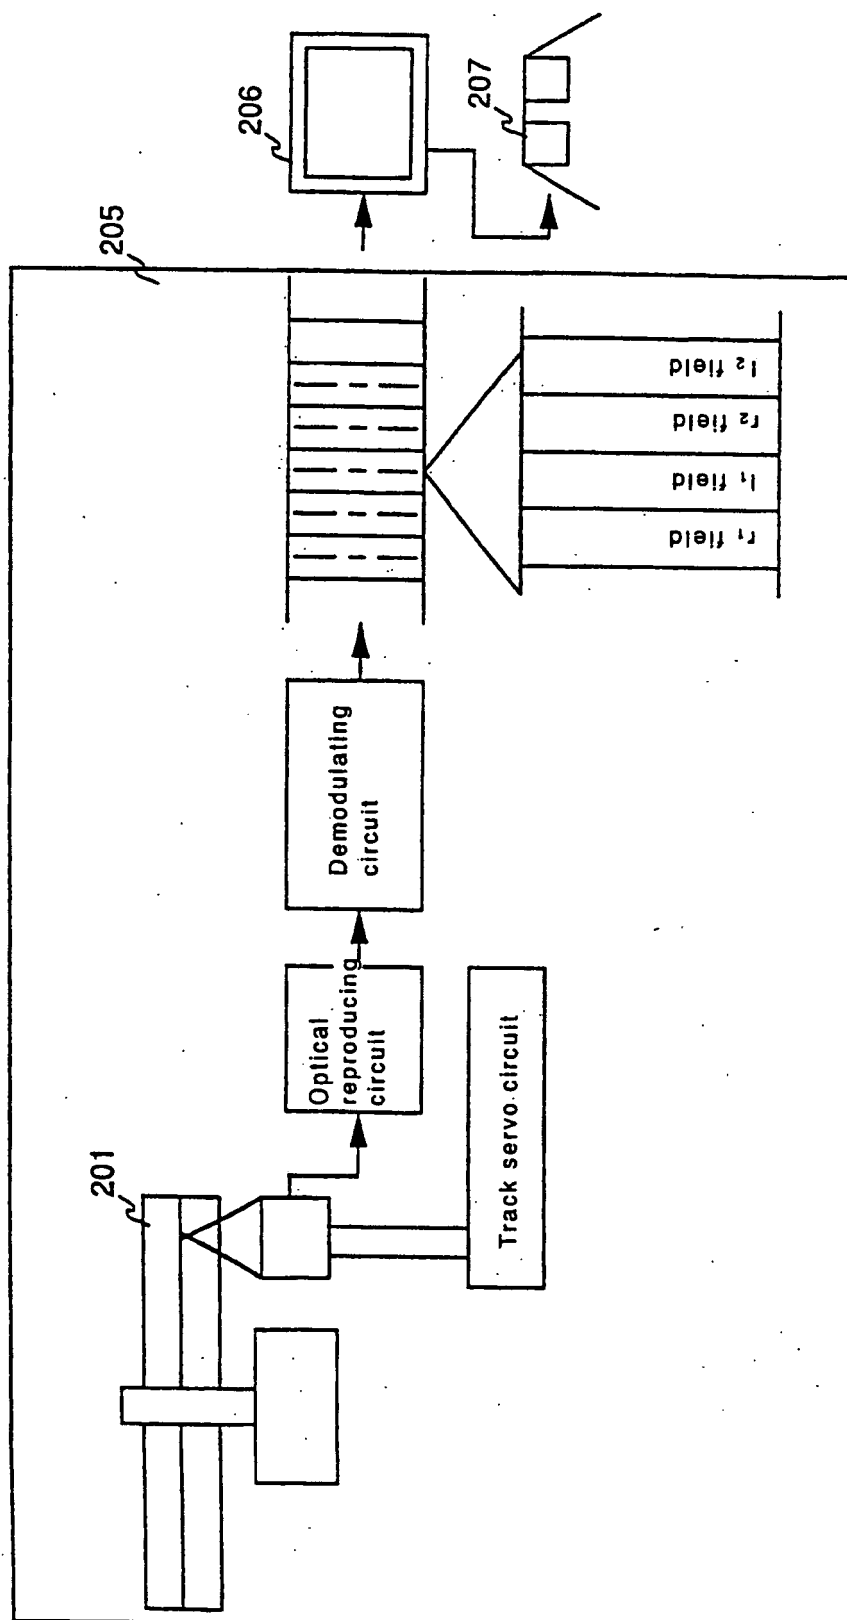 201
205
206
207
Optical
reproducing
circuit
Demodulating
circuit
Track servo circuit
r₁ field
l₁ field
r₂ field
l₂ field